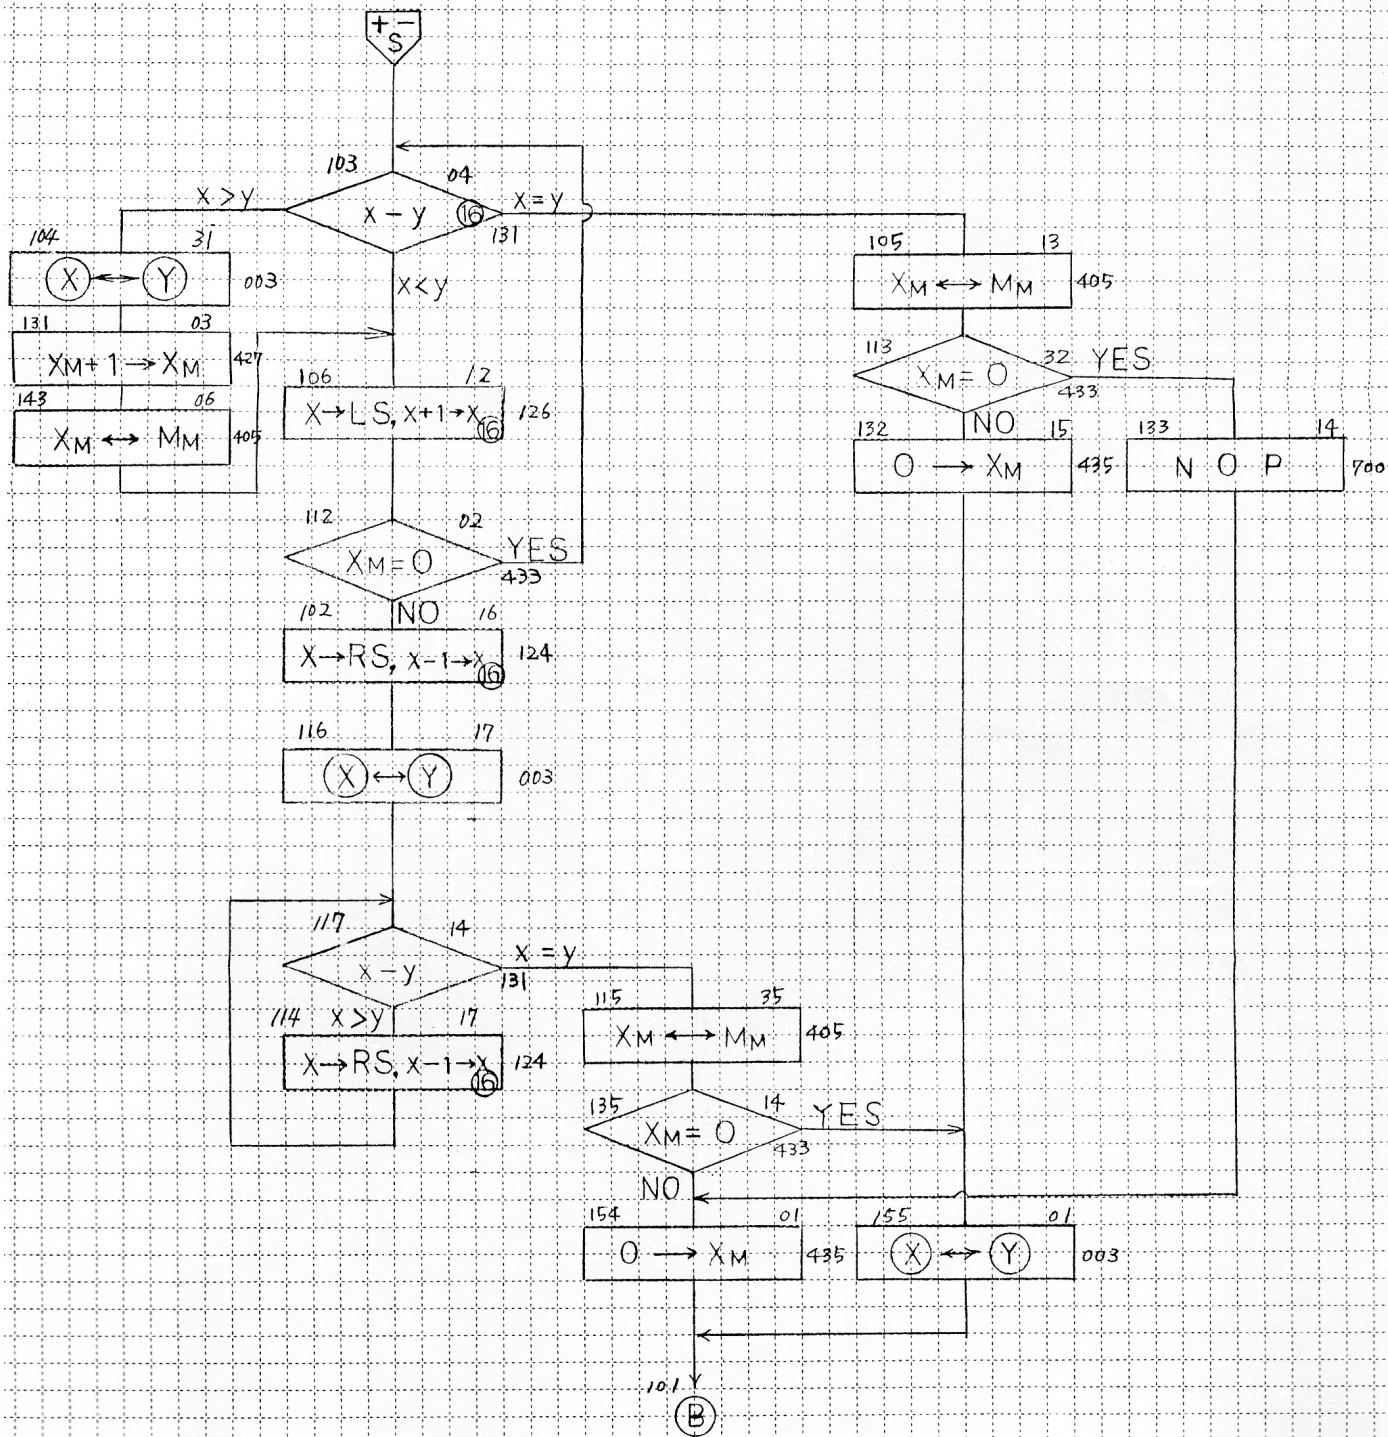 + -
S
103
04
x > y
x - y ⑯
x = y
131
x < y
104
31
Ⓧ ↔ Ⓨ
003
131
03
XM + 1 → XM
427
143
06
XM ↔ MM
405
106
12
X → LS, x+1 → x ⑯
126
112
02
XM = 0
YES
433
NO
102
16
X → RS, x-1 → x ⑯
124
116
17
Ⓧ ↔ Ⓨ
003
117
14
x - y
x = y
131
x > y
114
17
X → RS, x-1 → x ⑯
124
105
13
XM ↔ MM
405
113
32
XM = 0
YES
433
NO
132
15
0 → XM
435
133
14
N O P
700
115
35
XM ↔ MM
405
135
14
XM = 0
YES
433
NO
154
01
0 → XM
435
155
01
Ⓧ ↔ Ⓨ
003
101
Ⓑ